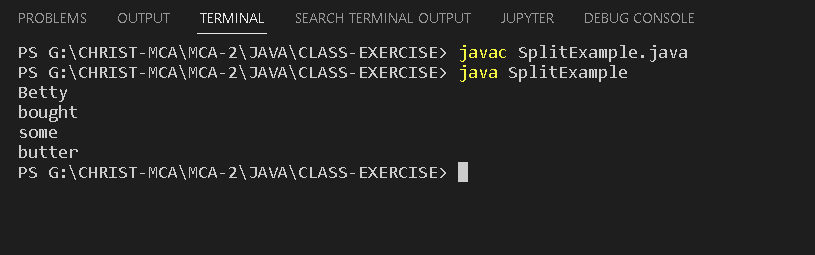 PROBLEMS OUTPUT TERMINAL SEARCH TERMINAL OUTPUT JUPYTER DEBUG CONSOLE
PS G:\CHRIST-MCA\MCA-2\JAVA\CLASS-EXERCISE> javac SplitExample.java
PS G:\CHRIST-MCA\MCA-2\JAVA\CLASS-EXERCISE> java SplitExample
Betty
bought
some
butter
PS G:\CHRIST-MCA\MCA-2\JAVA\CLASS-EXERCISE>